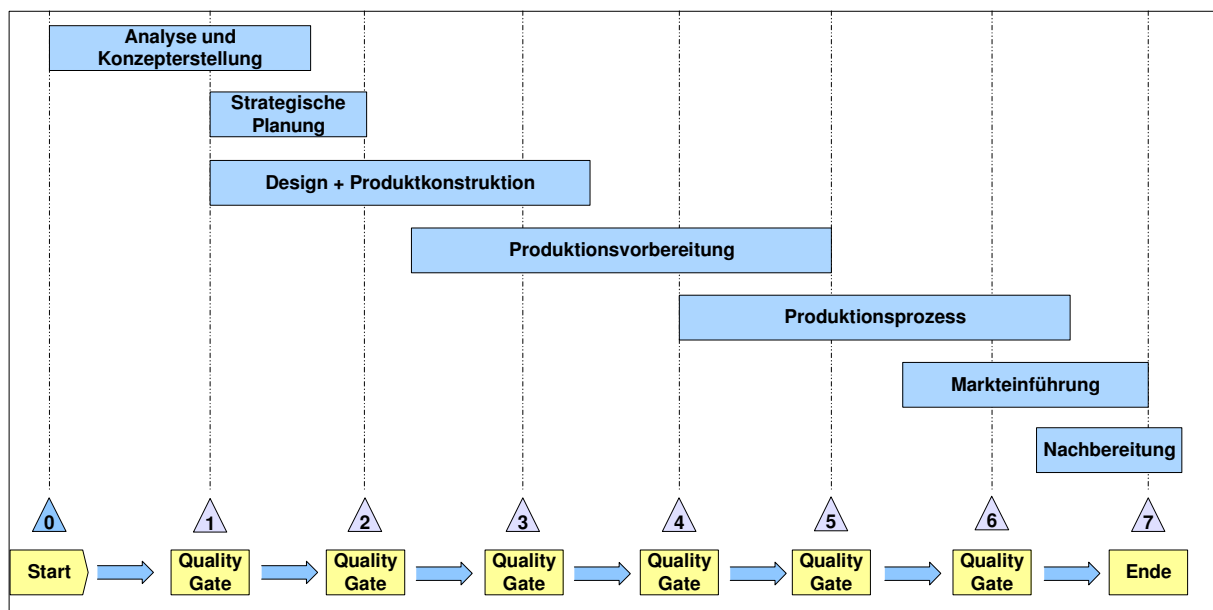 Analyse und
Konzepterstellung
Strategische
Planung
Design + Produktkonstruktion
Produktionsvorbereitung
Produktionsprozess
Markteinführung
Nachbereitung
0
1
2
3
4
5
6
7
Start
Quality
Gate
Quality
Gate
Quality
Gate
Quality
Gate
Quality
Gate
Quality
Gate
Ende